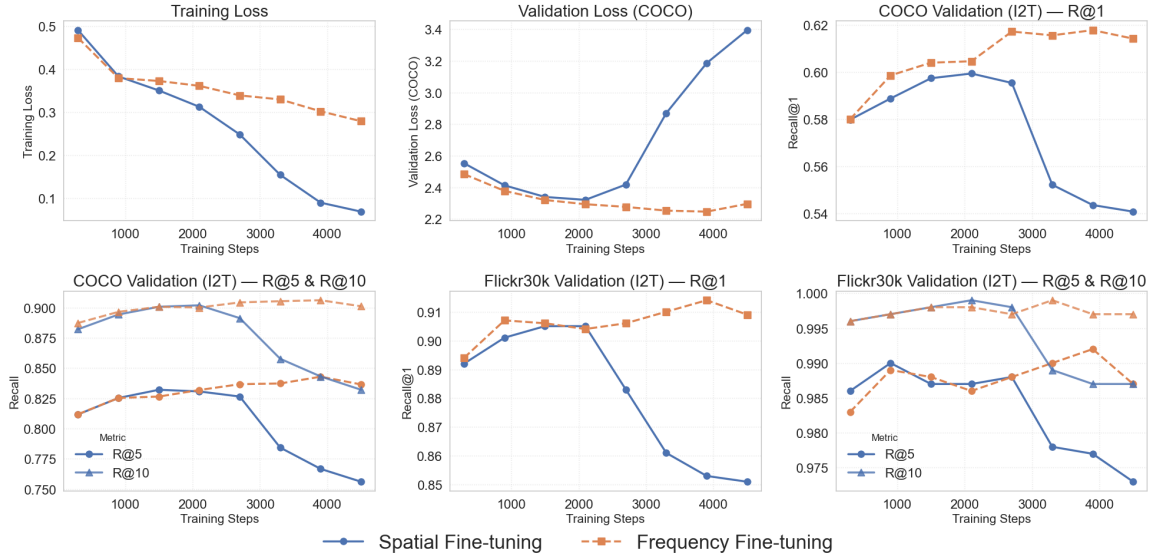 Training Loss
0.5
0.4
0.3
0.2
0.1
Training Loss
1000 2000 3000 4000
Training Steps
Validation Loss (COCO)
3.4
3.2
3.0
2.8
2.6
2.4
2.2
Validation Loss (COCO)
1000 2000 3000 4000
Training Steps
COCO Validation (I2T) — R@1
0.62
0.60
0.58
0.56
0.54
Recall@1
1000 2000 3000 4000
Training Steps
COCO Validation (I2T) — R@5 & R@10
0.900
0.875
0.850
0.825
0.800
0.775
0.750
Recall
Metric
R@5
R@10
1000 2000 3000 4000
Training Steps
Flickr30k Validation (I2T) — R@1
0.91
0.90
0.89
0.88
0.87
0.86
0.85
Recall@1
1000 2000 3000 4000
Training Steps
Flickr30k Validation (I2T) — R@5 & R@10
1.000
0.995
0.990
0.985
0.980
0.975
Recall
Metric
R@5
R@10
1000 2000 3000 4000
Training Steps
Spatial Fine-tuning Frequency Fine-tuning